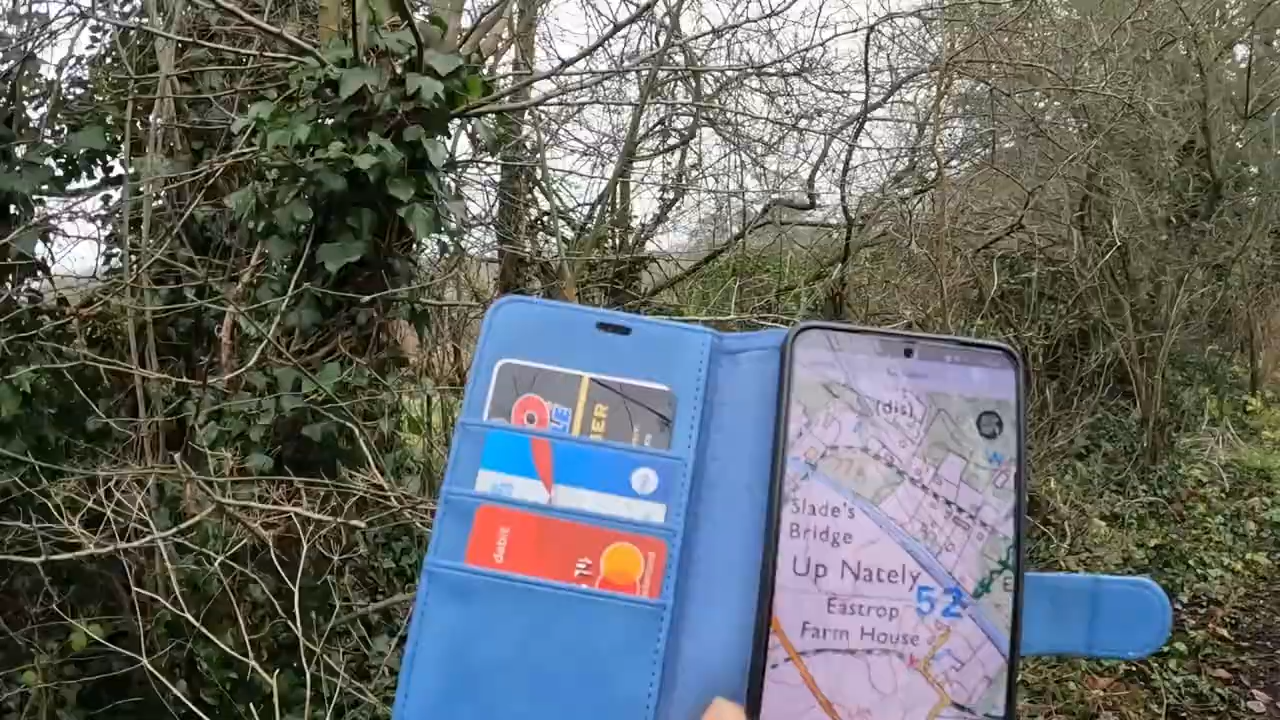 (dis)
Slade's
Bridge
Up Nately
52
Eastrop
Farm House
debit